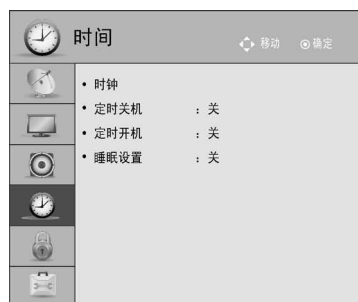 时间
移动 确定
• 时钟
• 定时关机 ：关
• 定时开机 ：关
• 睡眠设置 ：关